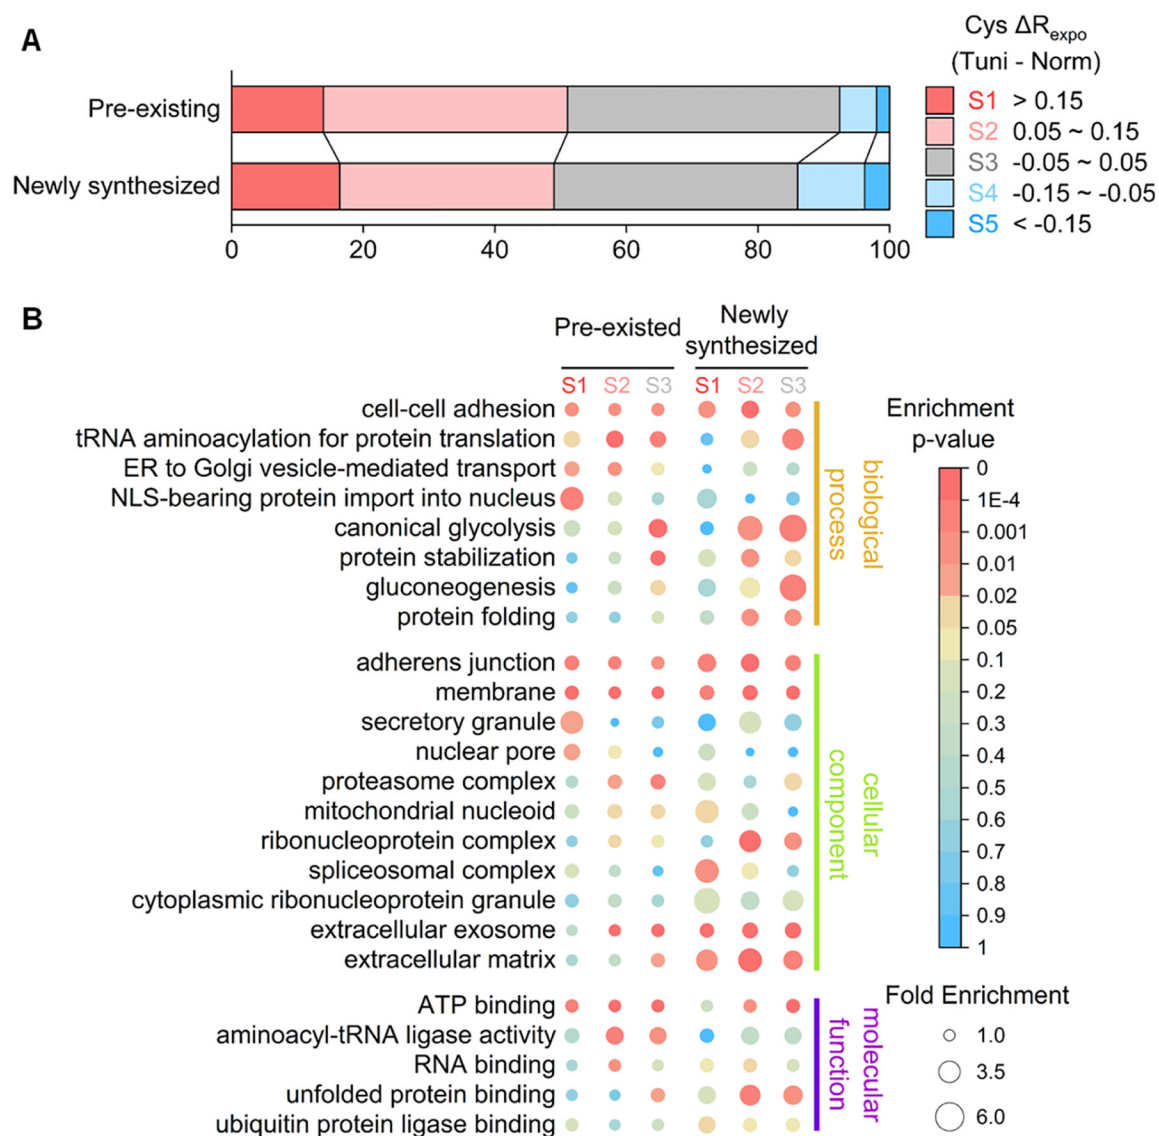 A
Cys ΔRexpo
(Tuni - Norm)
Pre-existing
Newly synthesized
0 20 40 60 80 100
S1 > 0.15
S2 0.05 ~ 0.15
S3 -0.05 ~ 0.05
S4 -0.15 ~ -0.05
S5 < -0.15
B
Pre-existed
Newly
synthesized
S1 S2 S3 S1 S2 S3
cell-cell adhesion
tRNA aminoacylation for protein translation
ER to Golgi vesicle-mediated transport
NLS-bearing protein import into nucleus
canonical glycolysis
protein stabilization
gluconeogenesis
protein folding
biological
process
adherens junction
membrane
secretory granule
nuclear pore
proteasome complex
mitochondrial nucleoid
ribonucleoprotein complex
spliceosomal complex
cytoplasmic ribonucleoprotein granule
extracellular exosome
extracellular matrix
cellular
component
ATP binding
aminoacyl-tRNA ligase activity
RNA binding
unfolded protein binding
ubiquitin protein ligase binding
molecular
function
Enrichment
p-value
0
1E-4
0.001
0.01
0.02
0.05
0.1
0.2
0.3
0.4
0.5
0.6
0.7
0.8
0.9
1
Fold Enrichment
1.0
3.5
6.0